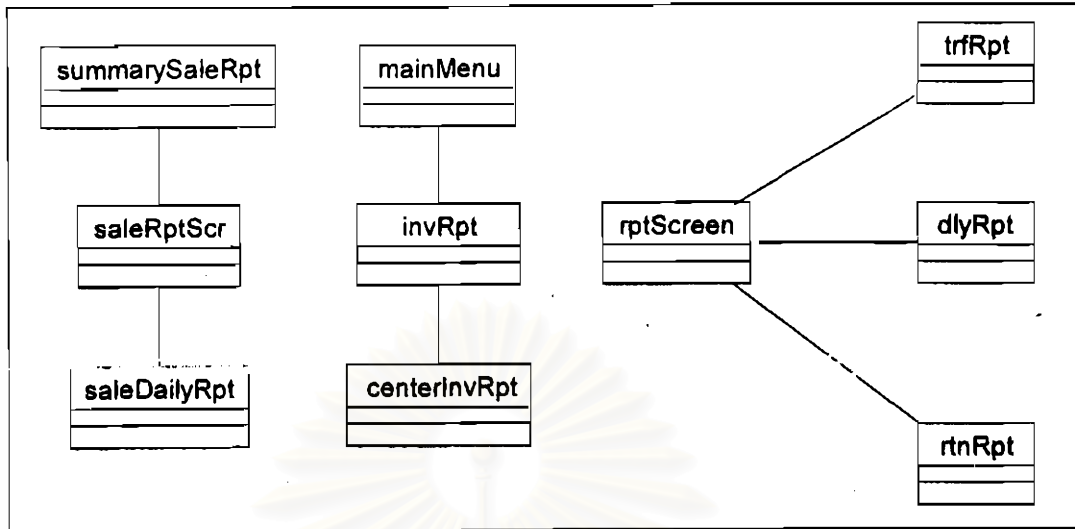 summarySaleRpt
mainMenu
trfRpt
saleRptScr
invRpt
rptScreen
dlyRpt
saleDailyRpt
centerInvRpt
rtnRpt